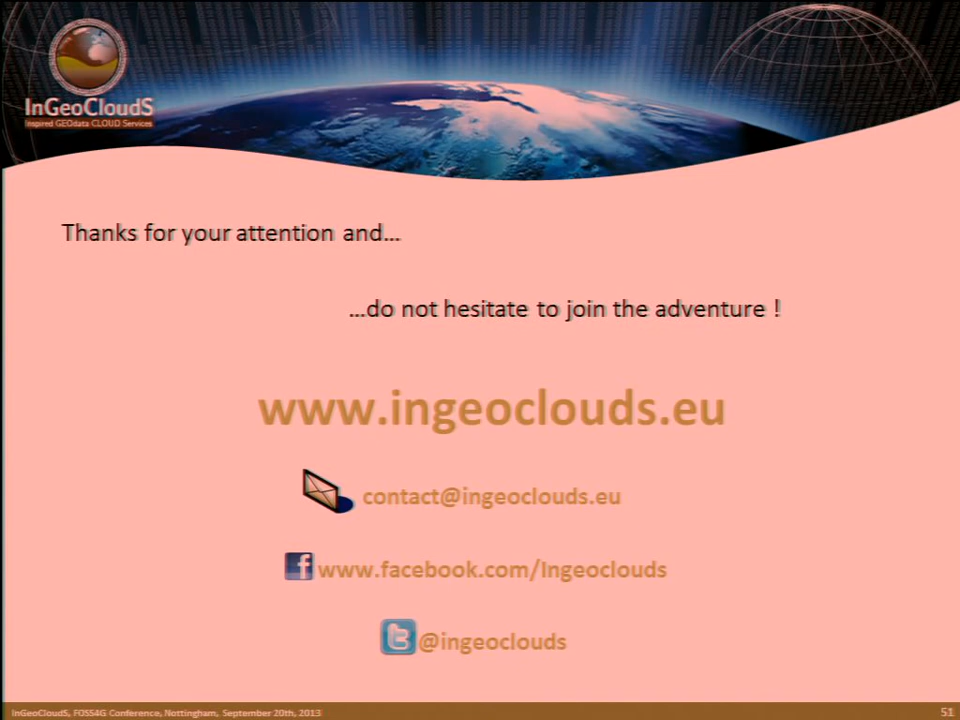 InGeoCloudS
Inspired GEOdata CLOUD Services
Thanks for your attention and...
...do not hesitate to join the adventure !
www.ingeoclouds.eu
contact@ingeoclouds.eu
www.facebook.com/Ingeoclouds
@ingeoclouds
InGeoCloudS, FOSS4G Conference, Nottingham, September 20th, 2013
51